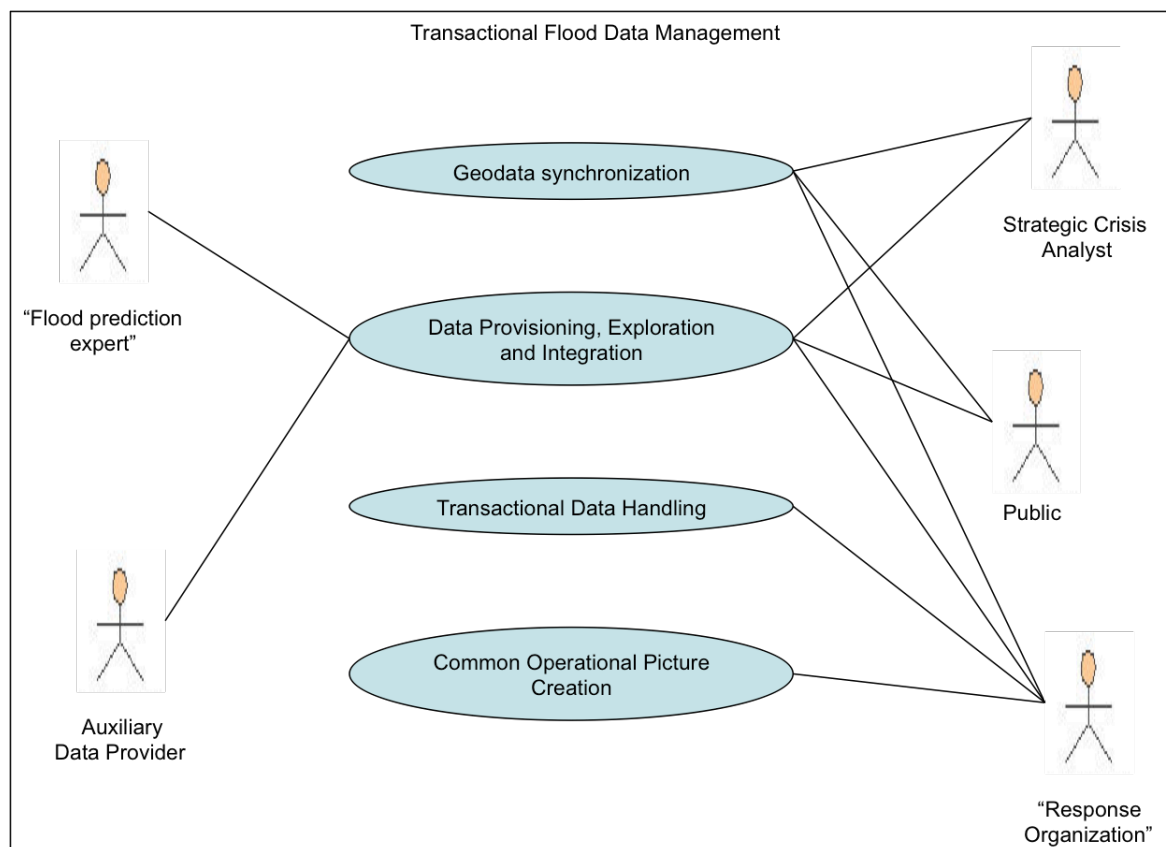 Transactional Flood Data Management
Geodata synchronization
Strategic Crisis
Analyst
“Flood prediction
expert”
Data Provisioning, Exploration
and Integration
Transactional Data Handling
Public
Common Operational Picture
Creation
Auxiliary
Data Provider
“Response
Organization”